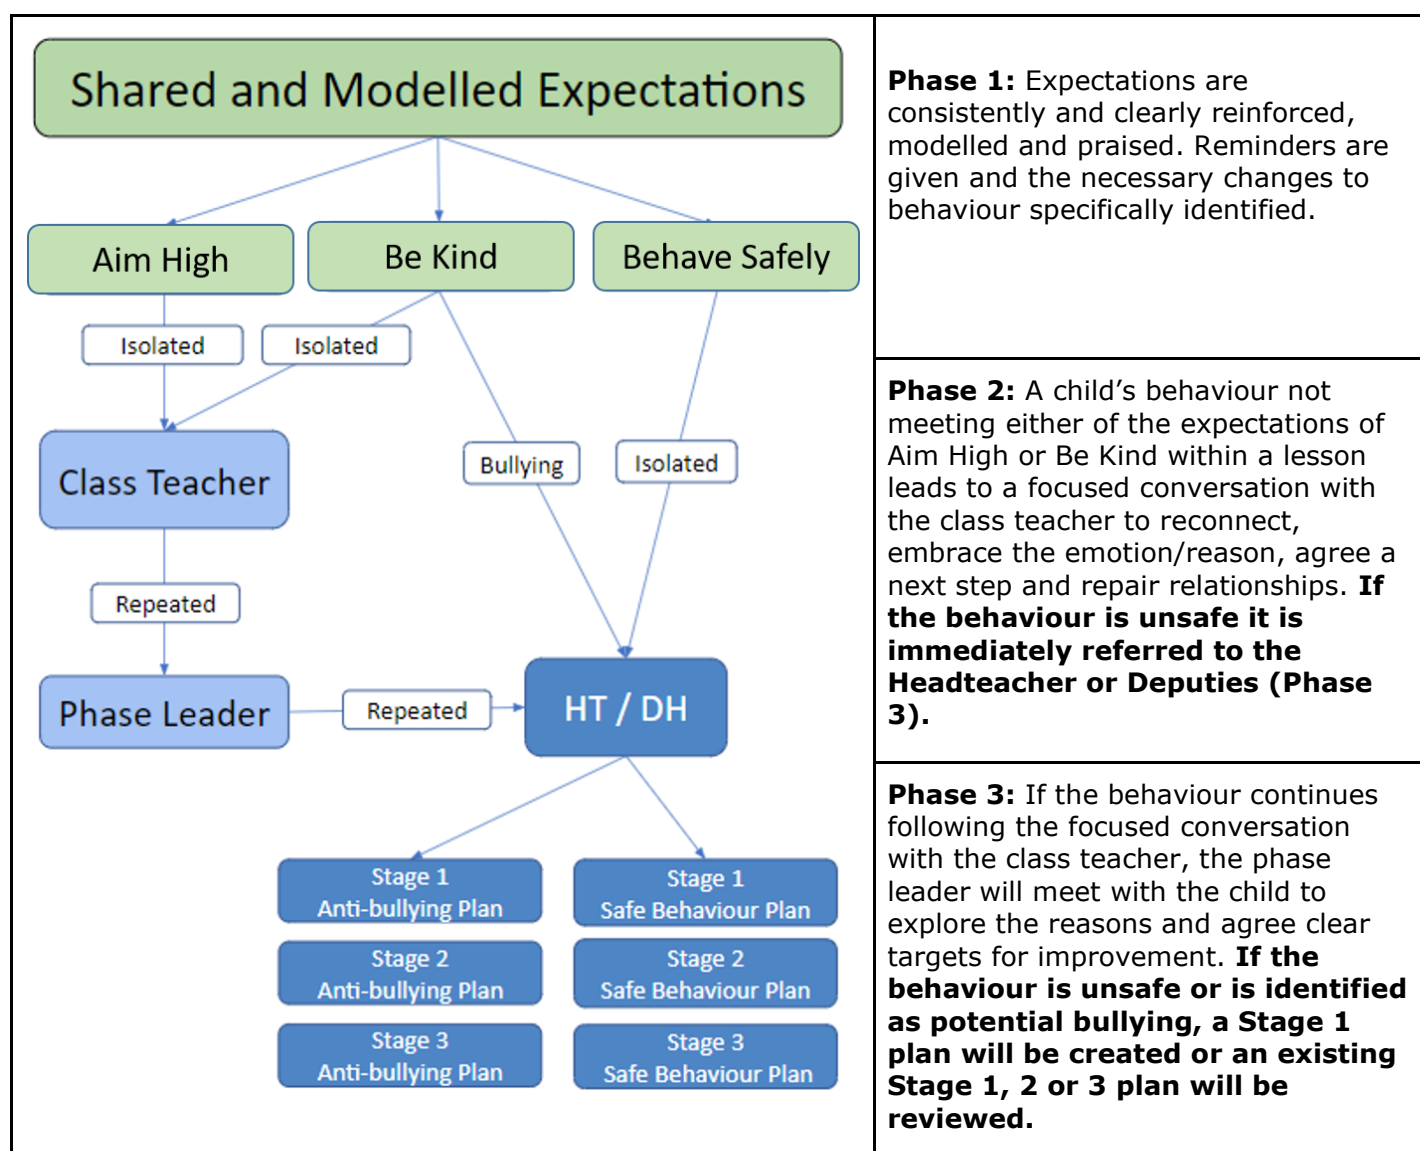 Shared and Modelled Expectations
Aim High
Be Kind
Behave Safely
Isolated
Isolated
Class Teacher
Bullying
Isolated
Repeated
Phase Leader
Repeated
HT / DH
Stage 1
Anti-bullying Plan
Stage 1
Safe Behaviour Plan
Stage 2
Anti-bullying Plan
Stage 2
Safe Behaviour Plan
Stage 3
Anti-bullying Plan
Stage 3
Safe Behaviour Plan
Phase 1: Expectations are
consistently and clearly reinforced,
modelled and praised. Reminders are
given and the necessary changes to
behaviour specifically identified.
Phase 2: A child’s behaviour not
meeting either of the expectations of
Aim High or Be Kind within a lesson
leads to a focused conversation with
the class teacher to reconnect,
embrace the emotion/reason, agree a
next step and repair relationships. If
the behaviour is unsafe it is
immediately referred to the
Headteacher or Deputies (Phase
3).
Phase 3: If the behaviour continues
following the focused conversation
with the class teacher, the phase
leader will meet with the child to
explore the reasons and agree clear
targets for improvement. If the
behaviour is unsafe or is identified
as potential bullying, a Stage 1
plan will be created or an existing
Stage 1, 2 or 3 plan will be
reviewed.